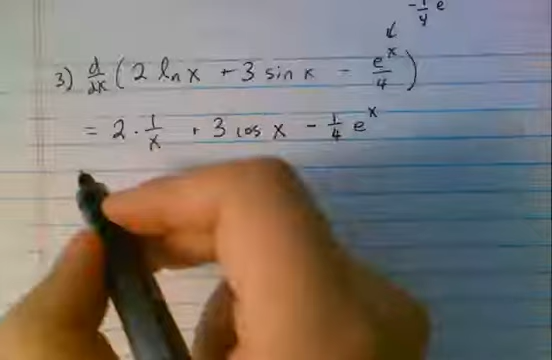 -1/4 e
3) d/dx (2 ln x + 3 sin x - e^x/4)
= 2 · 1/x + 3 cos x - 1/4 e^x